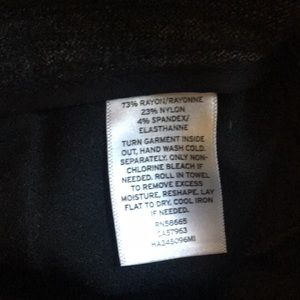 73% RAYON/RAYONNE
23% NYLON
4% SPANDEX/
ELASTHANNE
TURN GARMENT INSIDE
OUT, HAND WASH COLD.
SEPARATELY. ONLY NON-
CHLORINE BLEACH IF
NEEDED. ROLL IN TOWEL
TO REMOVE EXCESS
MOISTURE, RESHAPE, LAY
FLAT TO DRY, COOL IRON
IF NEEDED.
RN58665
CA57963
HA245096MI